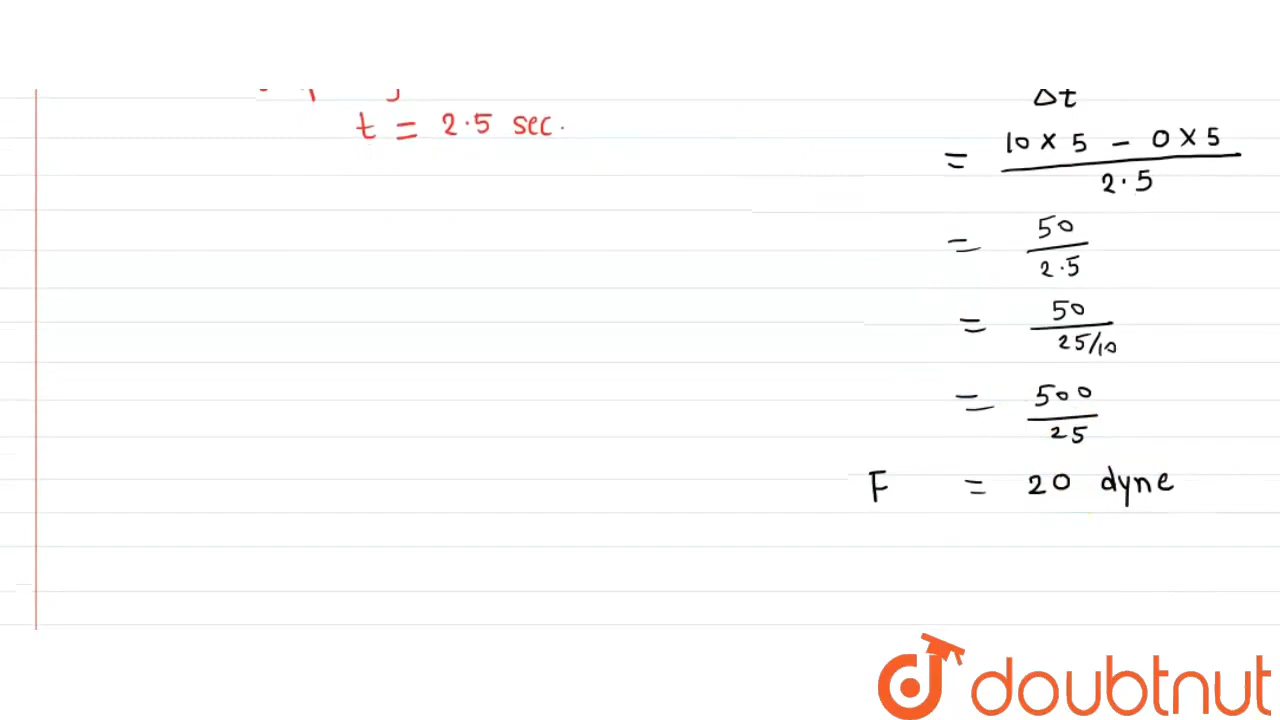 t = 2.5 sec.
Δt
= 10 × 5 − 0 × 5 / 2.5
= 50 / 2.5
= 50 / 25/10
= 500 / 25
F = 20 dyne
doubtnut